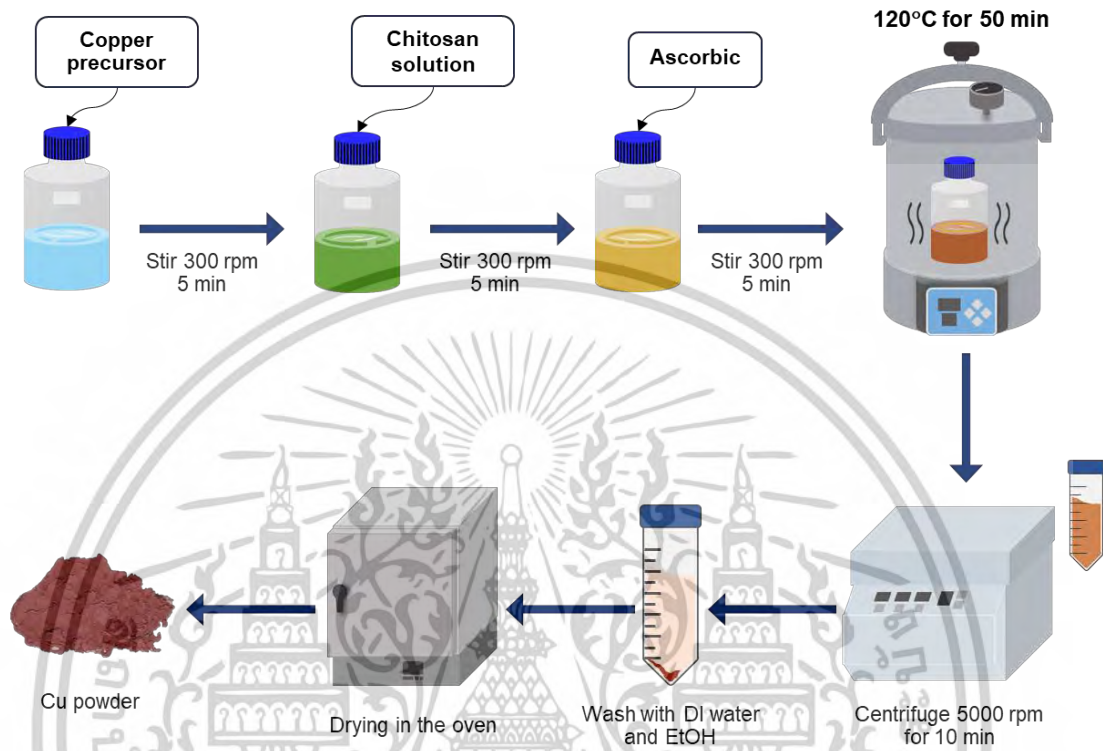 Copper
precursor
Chitosan
solution
Ascorbic
120°C for 50 min
Stir 300 rpm
5 min
Stir 300 rpm
5 min
Stir 300 rpm
5 min
Cu powder
Drying in the oven
Wash with DI water
and EtOH
Centrifuge 5000 rpm
for 10 min